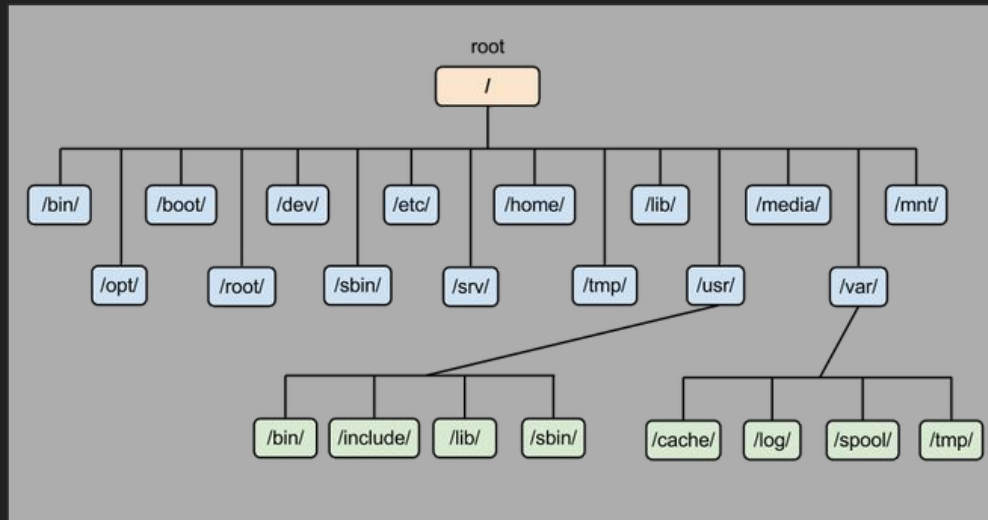 root
/
/bin/
/boot/
/dev/
/etc/
/home/
/lib/
/media/
/mnt/
/opt/
/root/
/sbin/
/srv/
/tmp/
/usr/
/var/
/bin/
/include/
/lib/
/sbin/
/cache/
/log/
/spool/
/tmp/